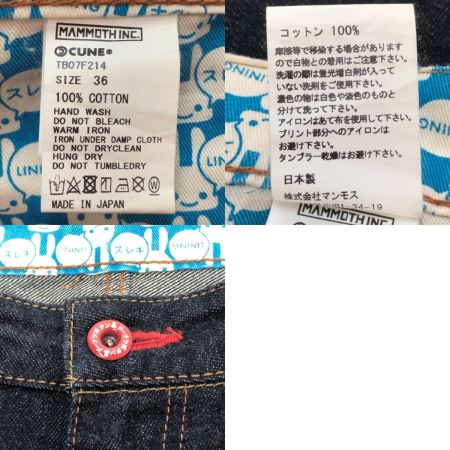 MAMMOTH INC.
CUNE®
TB07F214
SIZE 36
100% COTTON
HAND WASH
DO NOT BLEACH
WARM IRON
IRON UNDER DAMP CLOTH
DO NOT DRYCLEAN
HUNG DRY
DO NOT TUMBLEDRY
MADE IN JAPAN
スレキ
LINI
コットン 100%
摩擦等で移染する場合があります
ので白物との着用はご注意下さい。
洗濯の際は蛍光増白剤が入って
いない洗剤をご使用下さい。
濃色の物は白色や淡色のものと
分けて洗って下さい。
アイロンはあて布を使用して下さい。
プリント部分へのアイロンは
お避け下さい。
タンブラー乾燥はお避け下さい。
日本製
株式会社マンモス
MAMMOTH INC.
1-34-19
スレキ